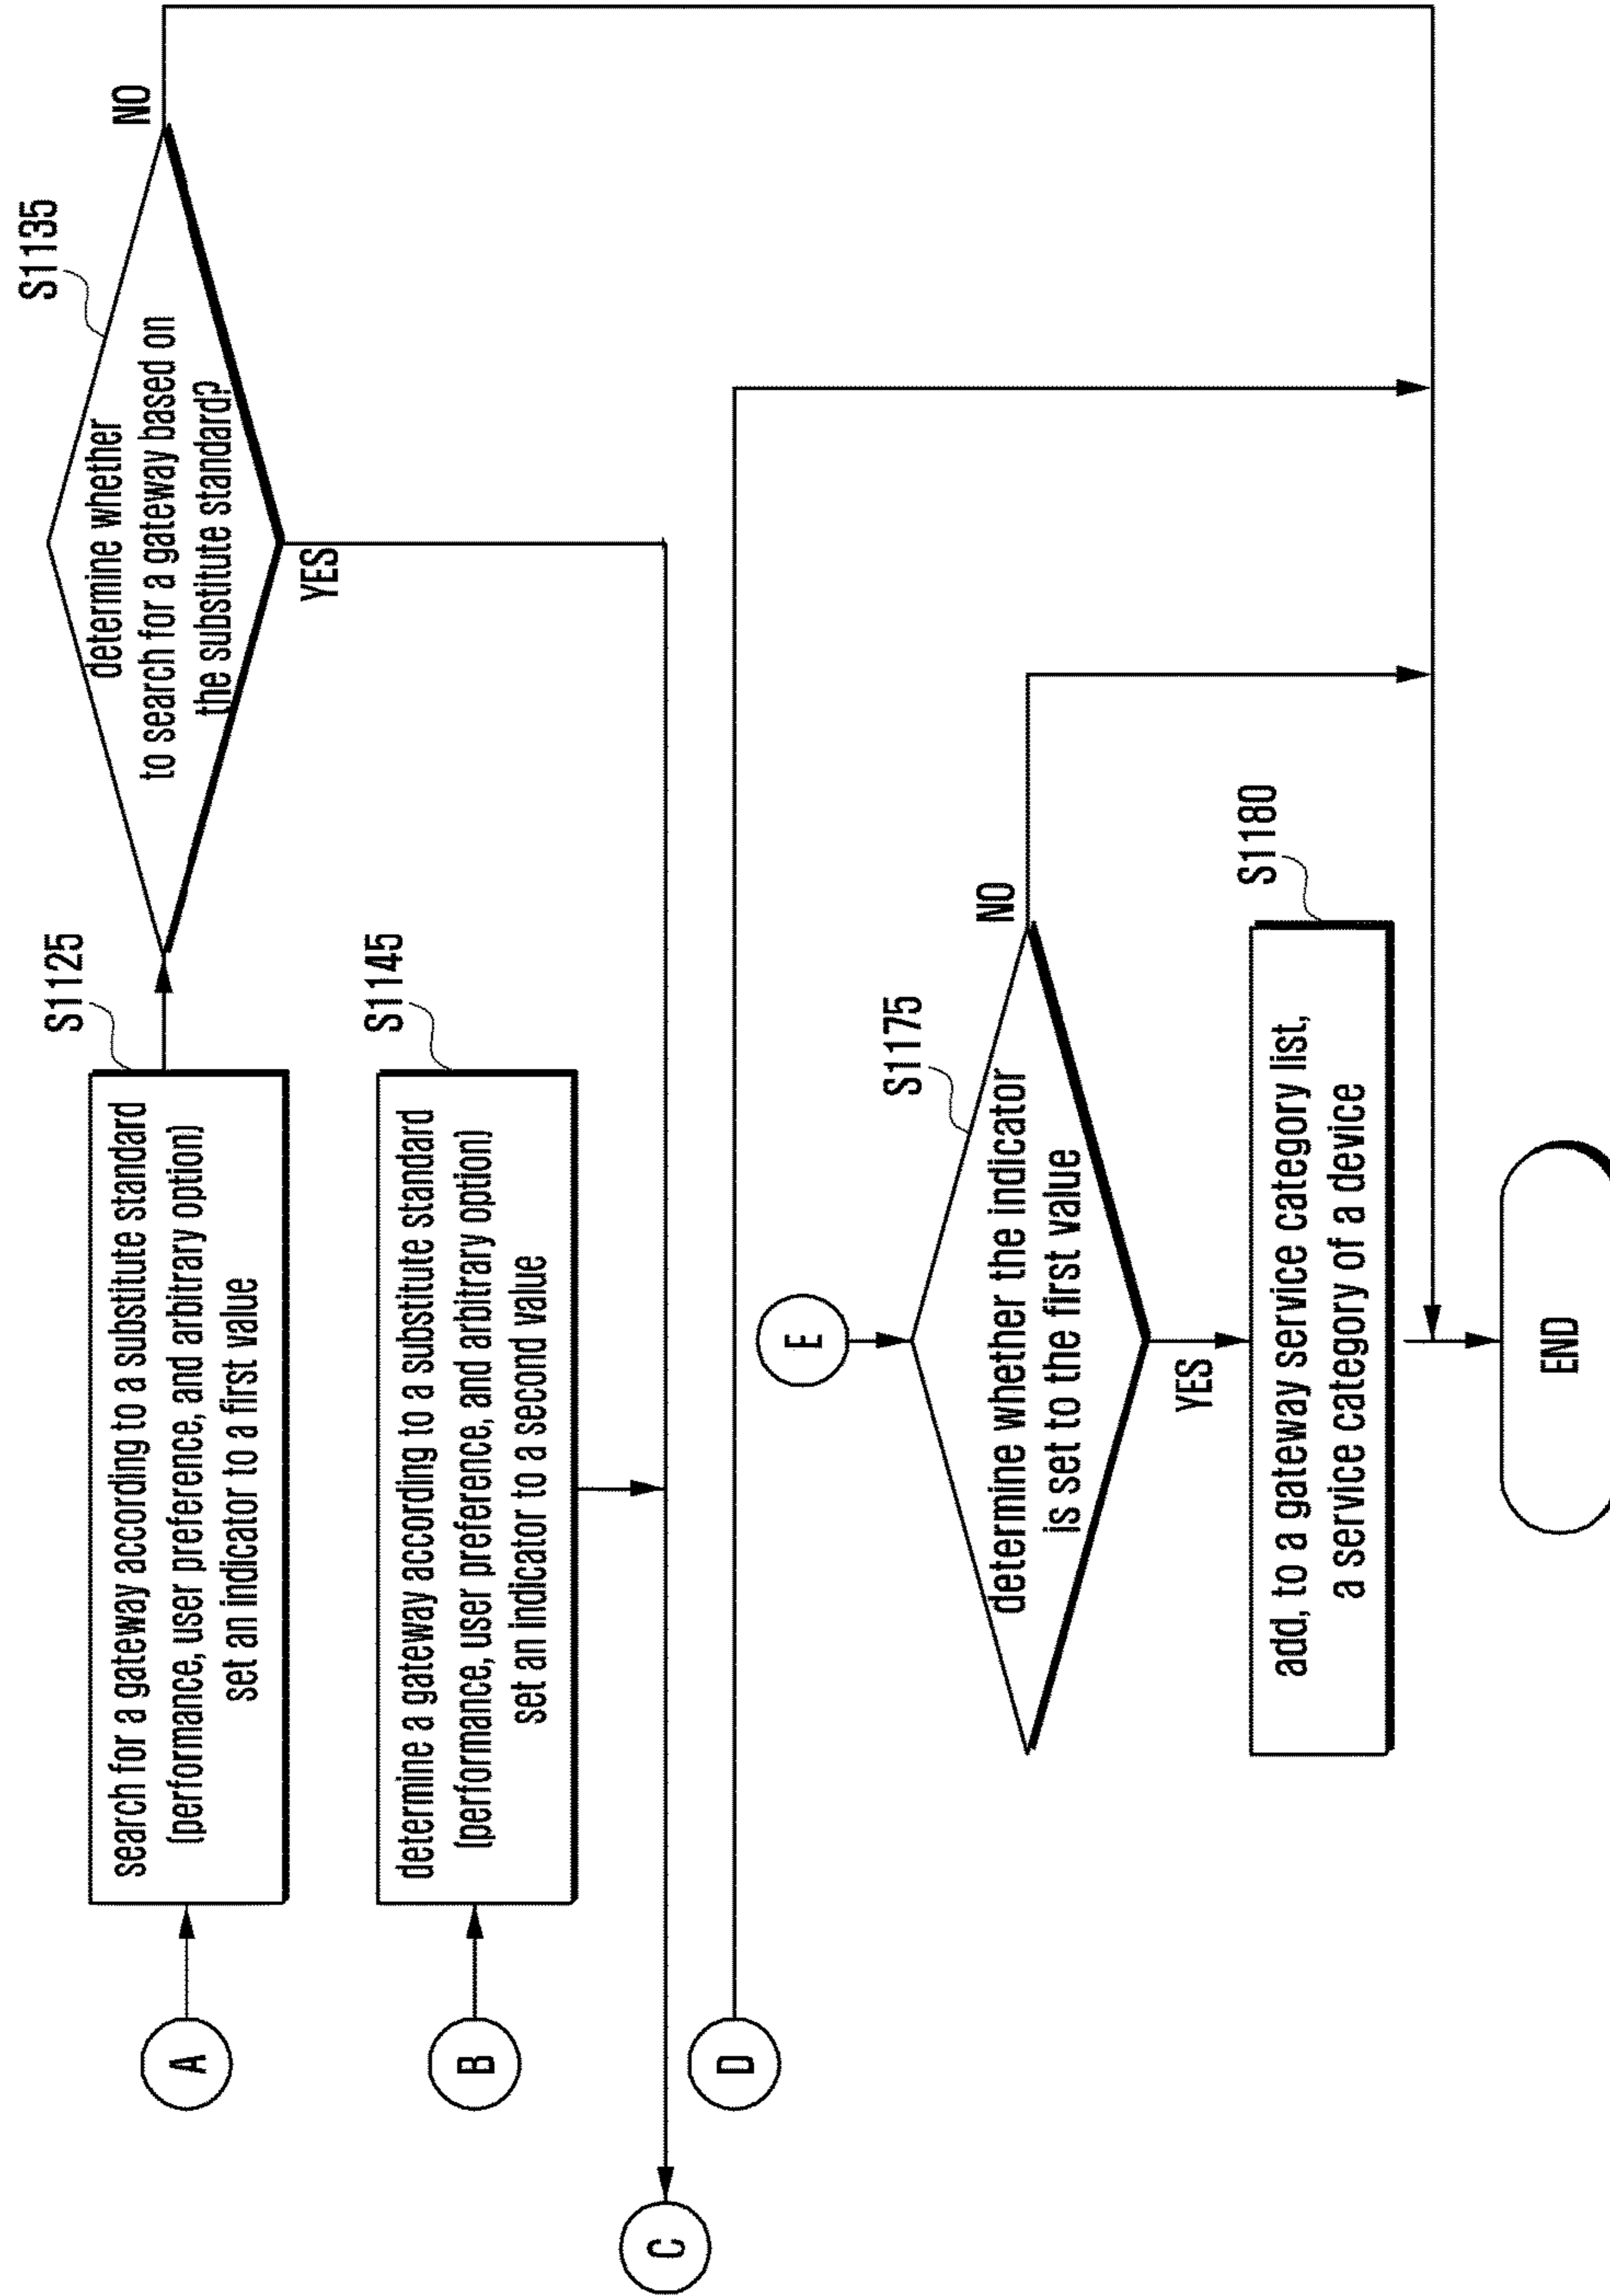 A
search for a gateway according to a substitute standard
(performance, user preference, and arbitrary option)
set an indicator to a first value
S1125
determine whether
to search for a gateway based on
the substitute standard?
S1135
NO
YES
B
determine a gateway according to a substitute standard
(performance, user preference, and arbitrary option)
set an indicator to a second value
S1145
C
D
E
determine whether the indicator
is set to the first value
S1175
NO
YES
add, to a gateway service category list,
a service category of a device
S1180
END